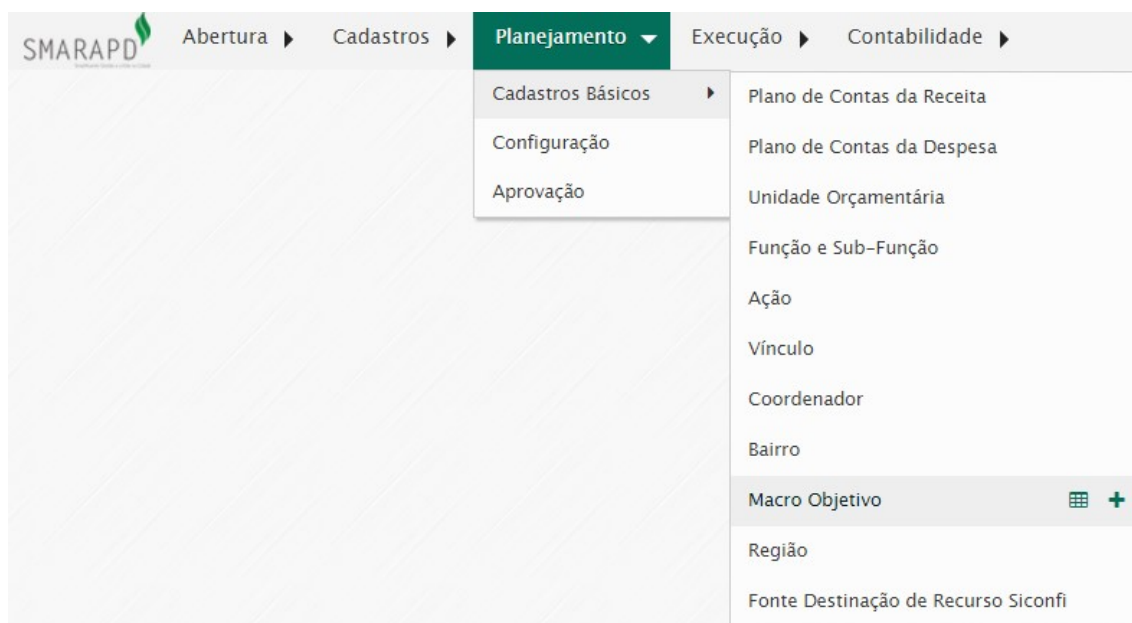 SMARAPD
Abertura
Cadastros
Planejamento
Execução
Contabilidade
Cadastros Básicos
Configuração
Aprovação
Plano de Contas da Receita
Plano de Contas da Despesa
Unidade Orçamentária
Função e Sub-Função
Ação
Vínculo
Coordenador
Bairro
Macro Objetivo
Região
Fonte Destinação de Recurso Siconfi